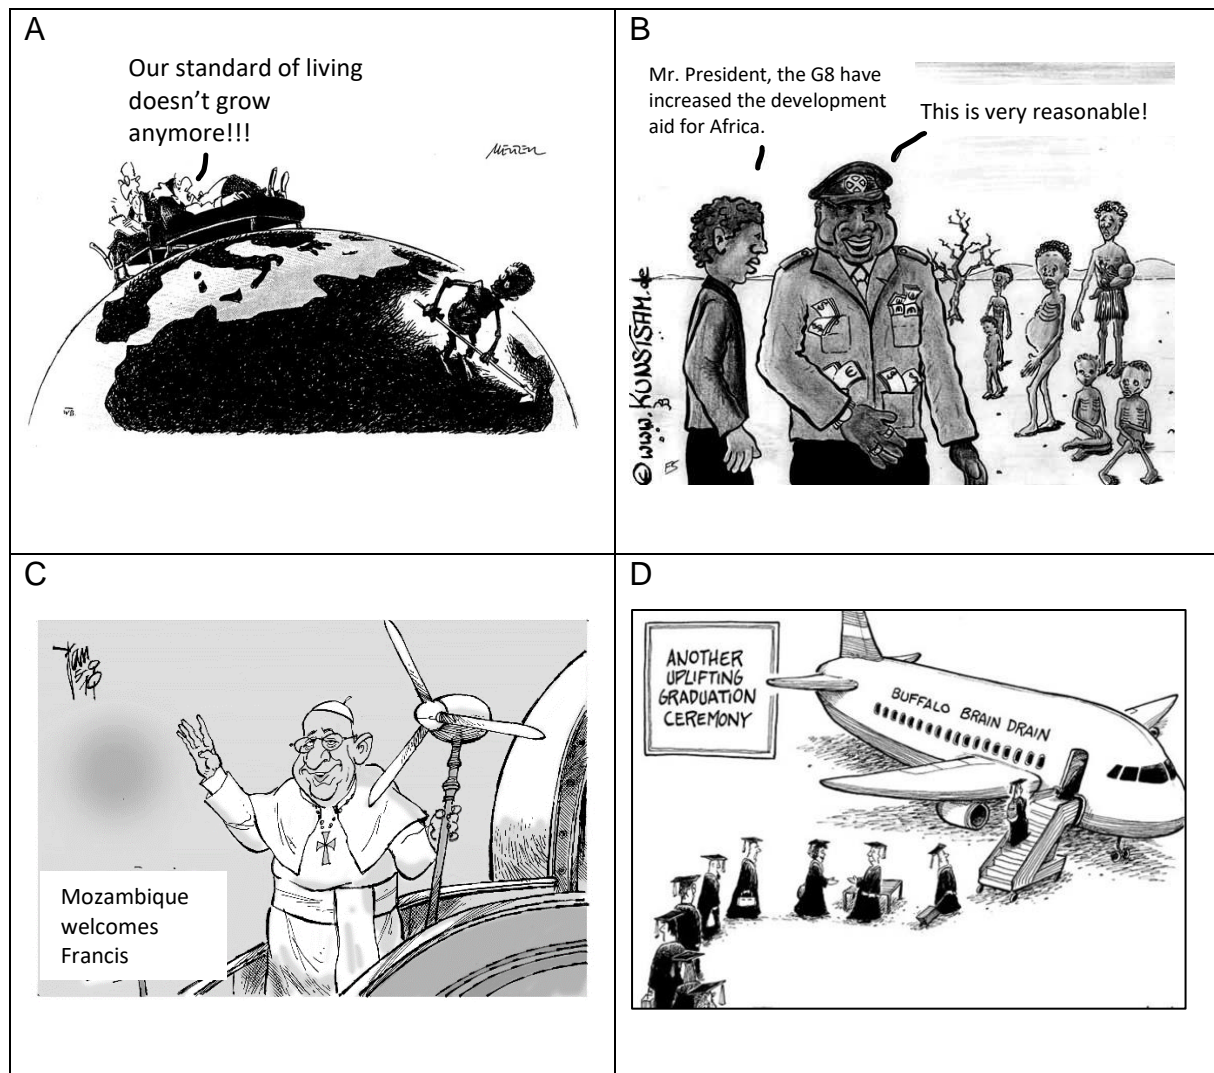 A
Our standard of living
doesn’t grow
anymore!!!
B
Mr. President, the G8 have
increased the development
aid for Africa.
This is very reasonable!
© www.KUNSTSAM.de
C
Mozambique
welcomes
Francis
D
ANOTHER
UPLIFTING
GRADUATION
CEREMONY
BUFFALO BRAIN DRAIN